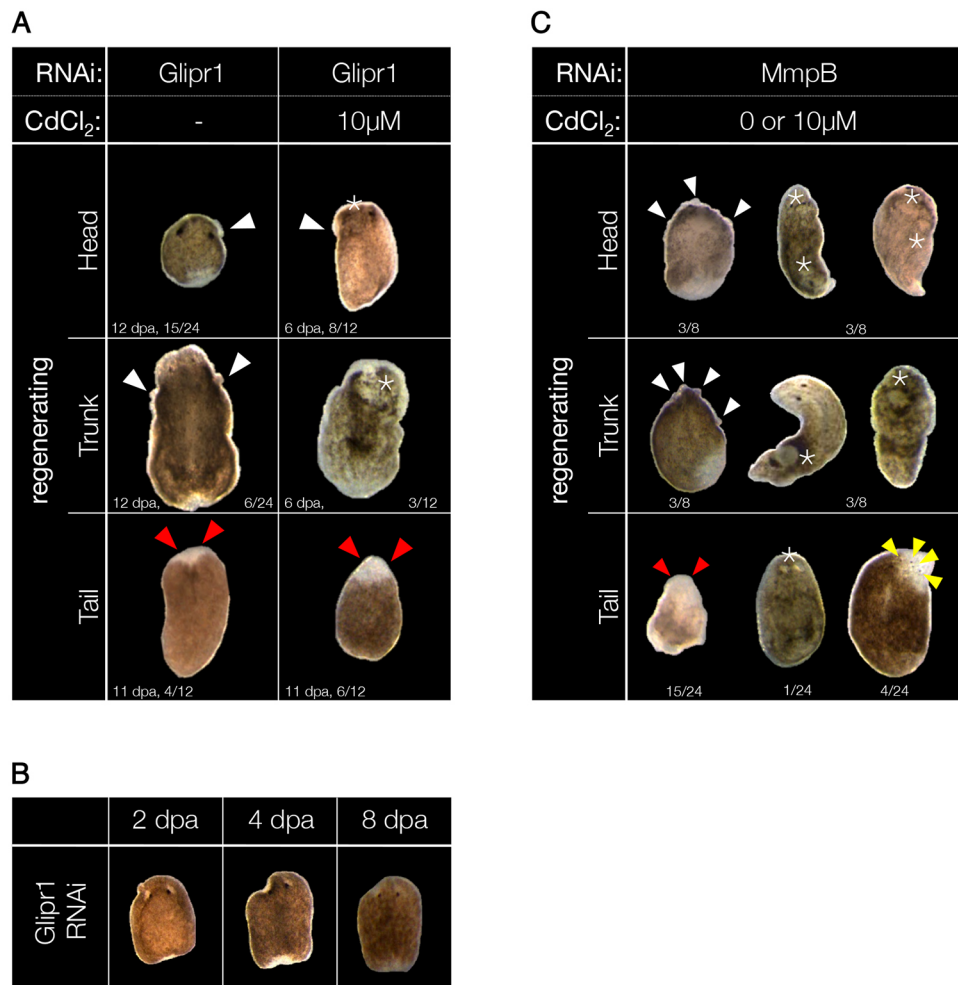 A
RNAi: Glipr1 Glipr1
CdCl₂: - 10µM
regenerating
Head
12 dpa, 15/24 6 dpa, 8/12
*
Trunk
12 dpa, 6/24 6 dpa, 3/12
*
Tail
11 dpa, 4/12 11 dpa, 6/12
B
2 dpa 4 dpa 8 dpa
Glipr1
RNAi
C
RNAi: MmpB
CdCl₂: 0 or 10µM
regenerating
Head
* *
* *
3/8 3/8
Trunk
* *
3/8 3/8
Tail
*
15/24 1/24 4/24